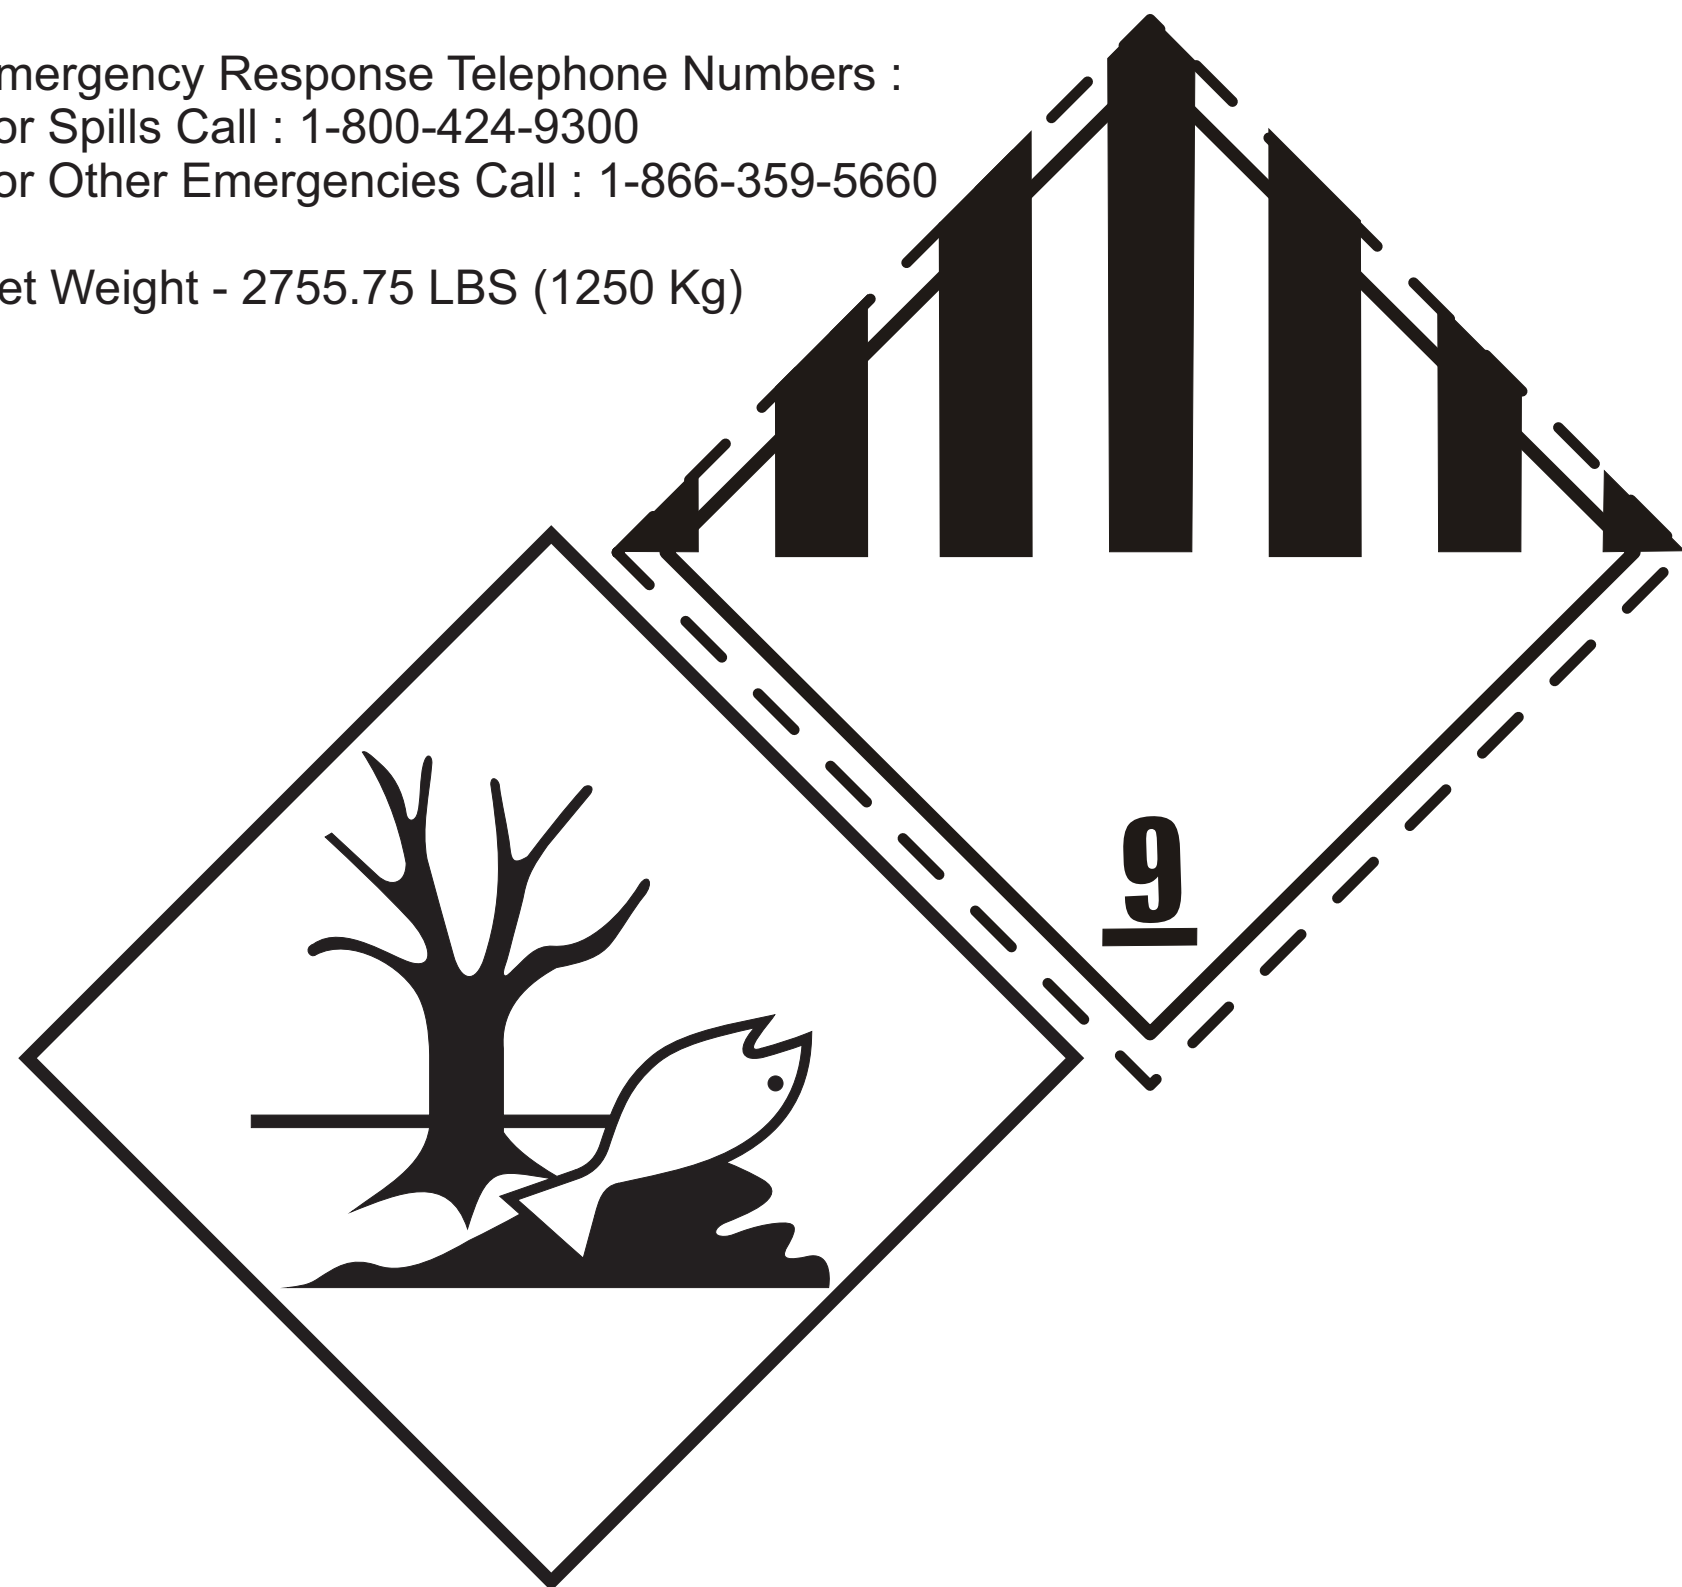 mergency Response Telephone Numbers :
or Spills Call : 1-800-424-9300
or Other Emergencies Call : 1-866-359-5660
et Weight - 2755.75 LBS (1250 Kg)
9